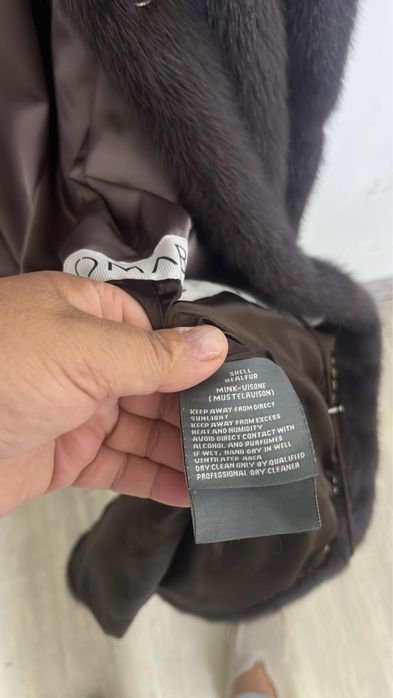 SHELL
REALFUR
MINK-VISONE
(MUSTELAVISON)
KEEP AWAY FROM DIRECT
SUNLIGHT
KEEP AWAY FROM EXCESS
HEAT AND HUMIDITY
AVOID DIRECT CONTACT WITH
ALCOHOL AND PURFUMES
IF WET, HANG DRY IN WELL
VENTILATED AREA
DRY CLEAN ONLY BY QUALIFIED
PROFESSIONAL DRY CLEANER